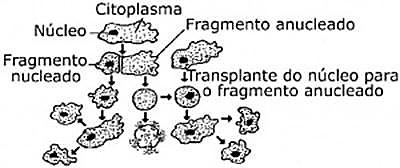 Citoplasma
Núcleo
Fragmento anucleado
Fragmento
nucleado
Transplante do núcleo para
o fragmento anucleado